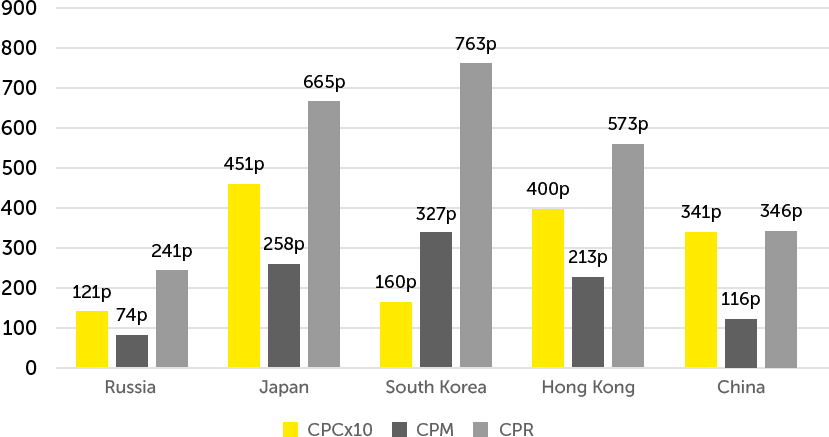 900
800
700
600
500
400
300
200
100
0
121p
74p
241p
451p
258p
665p
160p
327p
763p
400p
213p
573p
341p
116p
346p
Russia
Japan
South Korea
Hong Kong
China
CPCx10
CPM
CPR